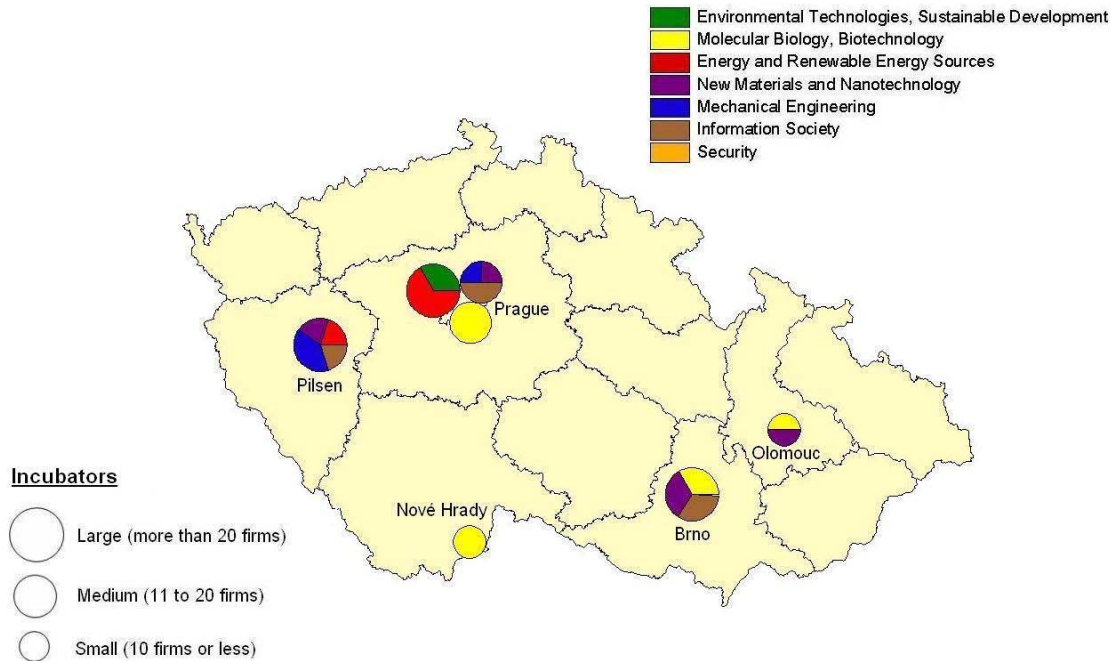 Environmental Technologies, Sustainable Development
Molecular Biology, Biotechnology
Energy and Renewable Energy Sources
New Materials and Nanotechnology
Mechanical Engineering
Information Society
Security
Prague
Pilsen
Olomouc
Nové Hrady
Brno
Incubators
Large (more than 20 firms)
Medium (11 to 20 firms)
Small (10 firms or less)